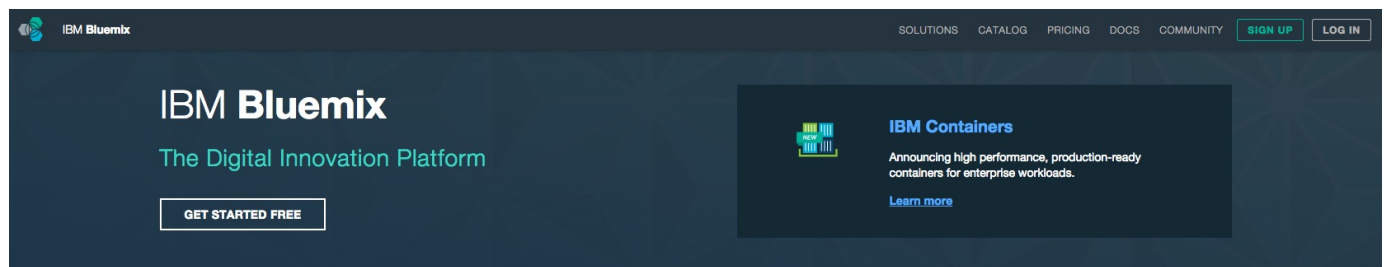 IBM Bluemix
SOLUTIONS CATALOG PRICING DOCS COMMUNITY SIGN UP LOG IN
IBM Bluemix
The Digital Innovation Platform
GET STARTED FREE
NEW
IBM Containers
Announcing high performance, production-ready
containers for enterprise workloads.
Learn more